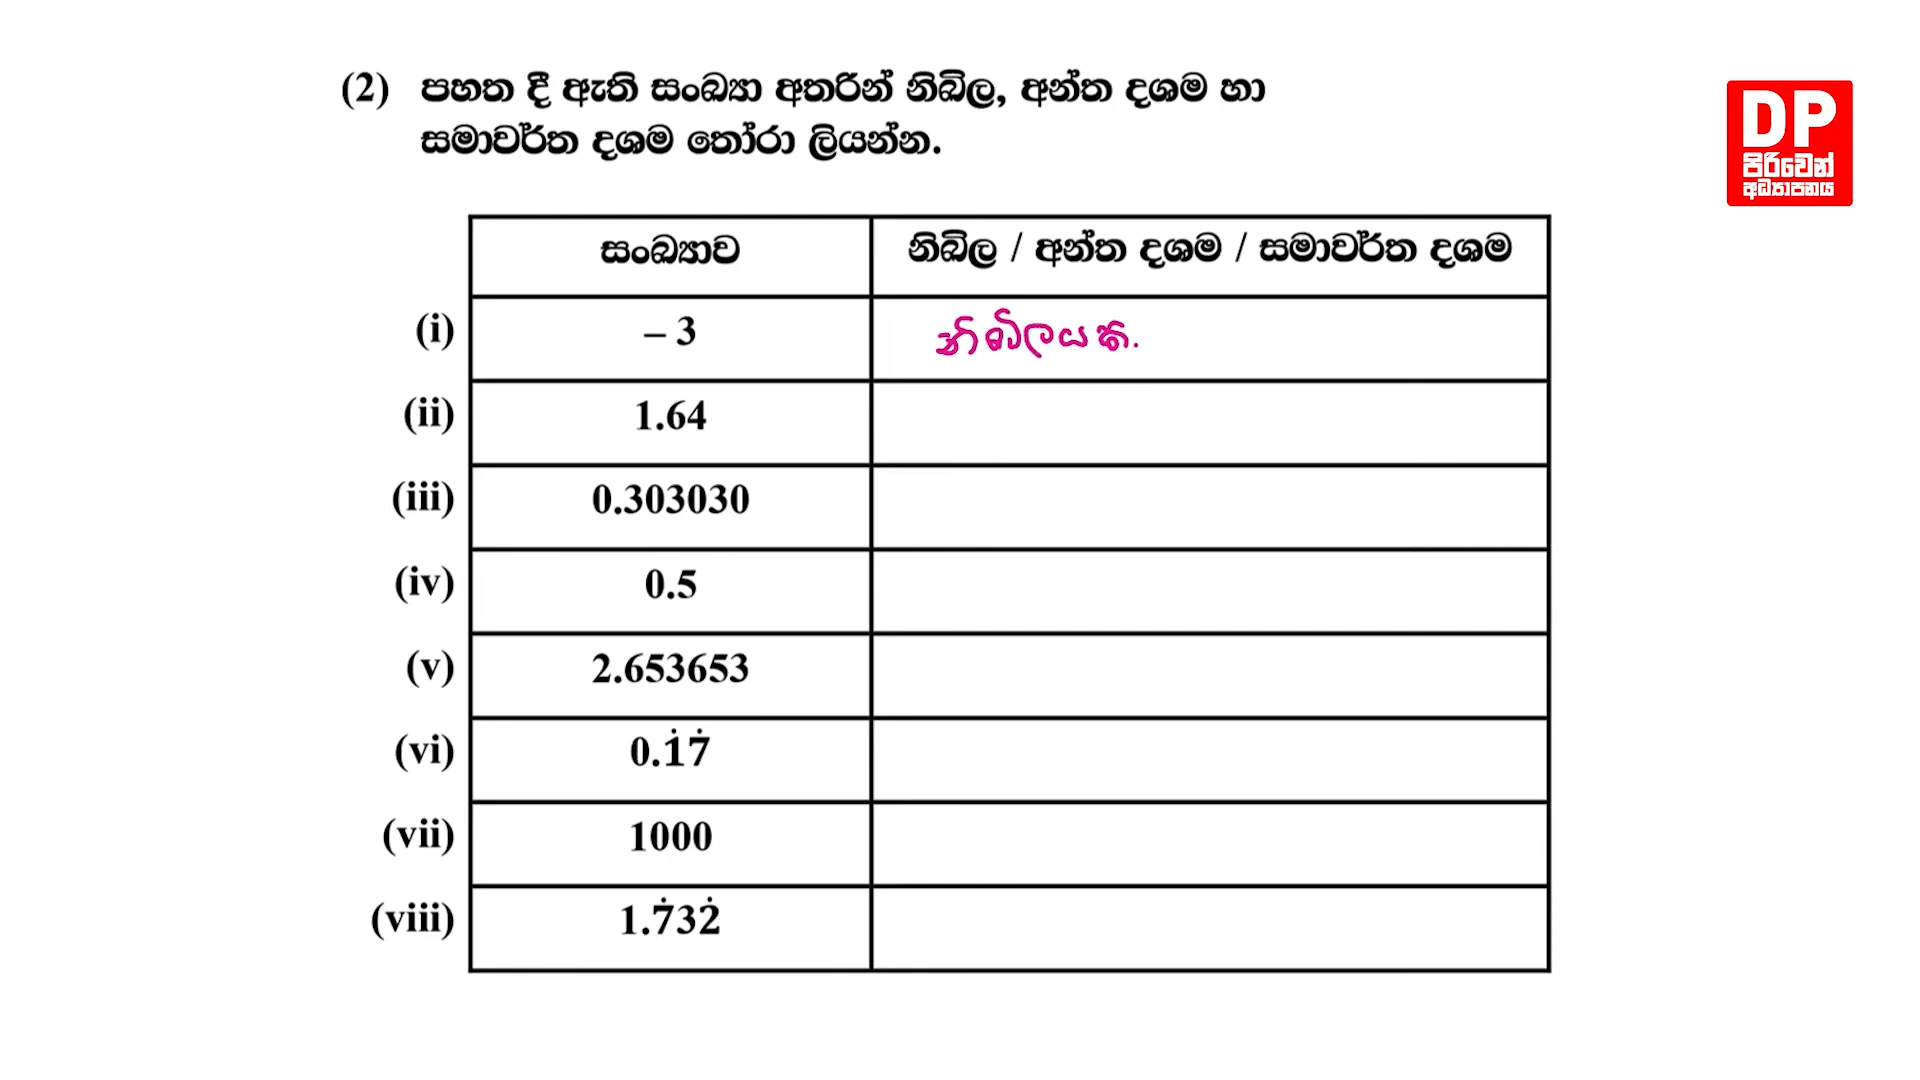 (2) පහත දී ඇති සංඛ්‍යා අතරින් නිඛිල, අන්ත දශම හා
සමාවර්ත දශම තෝරා ලියන්න.
DP
පිරිවෙන්
අධ්‍යාපනය
සංඛ්‍යාව නිඛිල / අන්ත දශම / සමාවර්ත දශම
(i) – 3 නිඛිලයකි.
(ii) 1.64
(iii) 0.303030
(iv) 0.5
(v) 2.653653
(vi) 0.1̇7̇
(vii) 1000
(viii) 1.7̇32̇